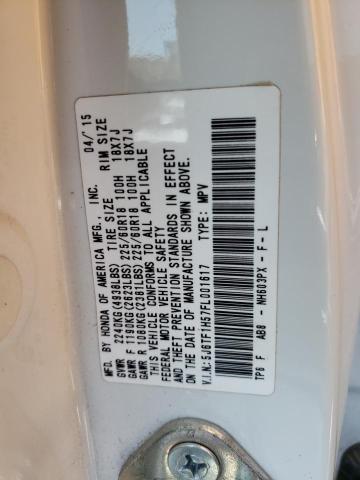 MFD. BY HONDA OF AMERICA MFG., INC. 04/'15
TIRE SIZE RIM SIZE
GVWR 2240KG(4938LBS)
GAWR F 1190KG(2623LBS) 225/60R18 100H 18X7J
GAWR R 1080KG(2381LBS) 225/60R18 100H 18X7J
THIS VEHICLE CONFORMS TO ALL APPLICABLE
FEDERAL MOTOR VEHICLE SAFETY
AND THEFT PREVENTION STANDARDS IN EFFECT
ON THE DATE OF MANUFACTURE SHOWN ABOVE.
V.I.N.:5J6TF1H57FL001617 MPV
TP6 F AB8 - NH603PX - F - L